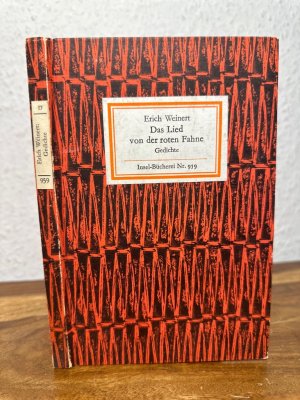 Erich Weinert
Das Lied
von der roten Fahne
Gedichte
Insel-Bücherei Nr. 959
Erich Weinert:
Gedichte
959